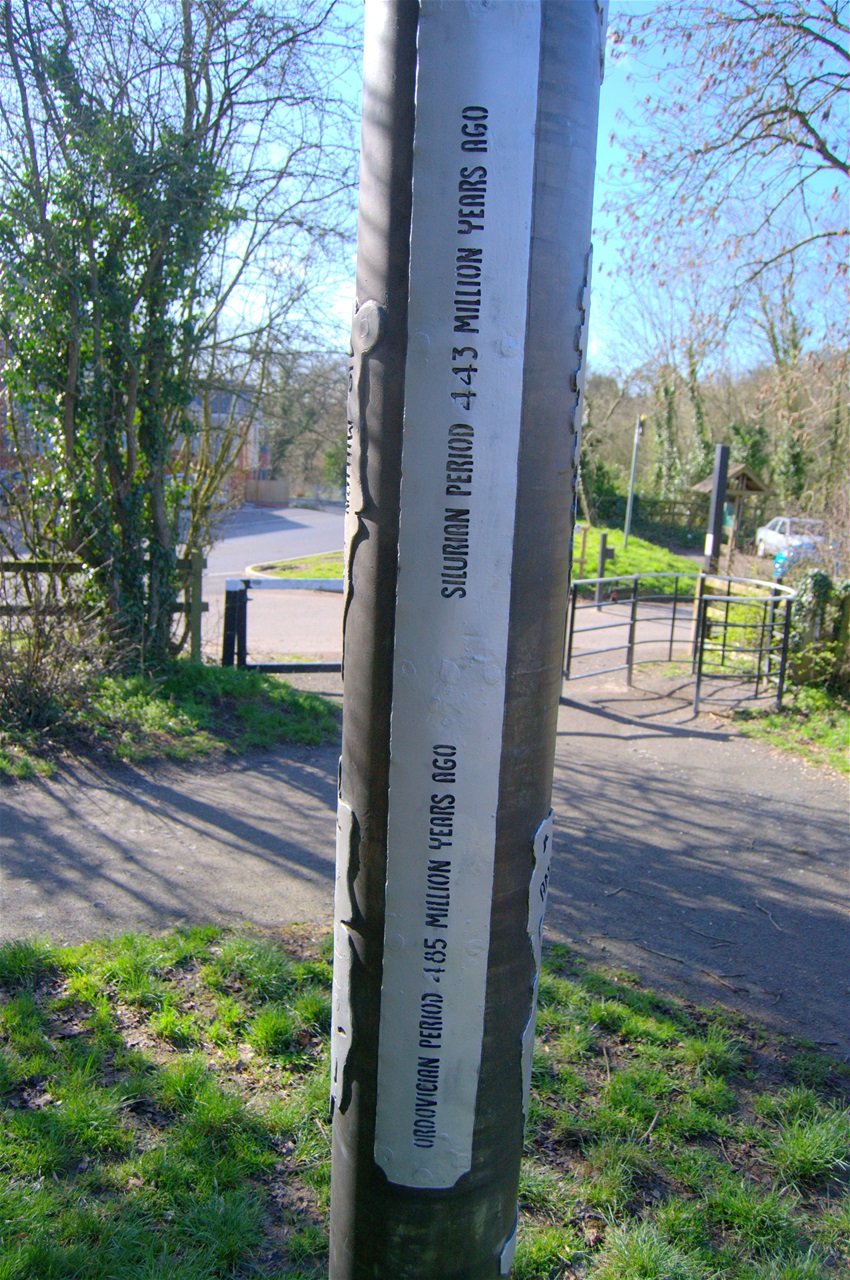 SILURIAN PERIOD 443 MILLION YEARS AGO
ORDOVICIAN PERIOD 485 MILLION YEARS AGO